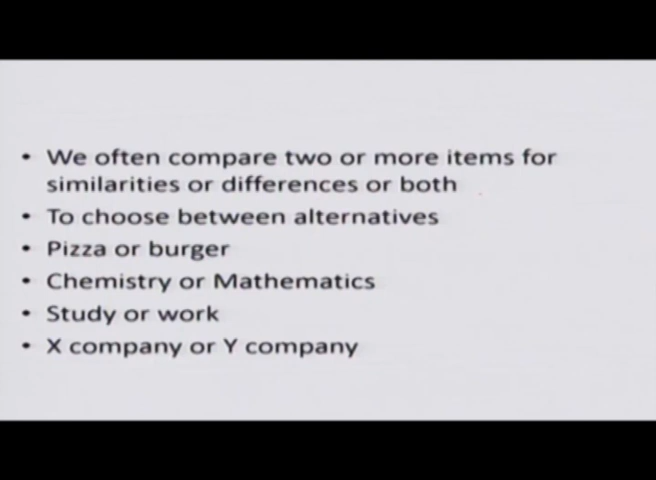 • We often compare two or more items for
similarities or differences or both
• To choose between alternatives
• Pizza or burger
• Chemistry or Mathematics
• Study or work
• X company or Y company